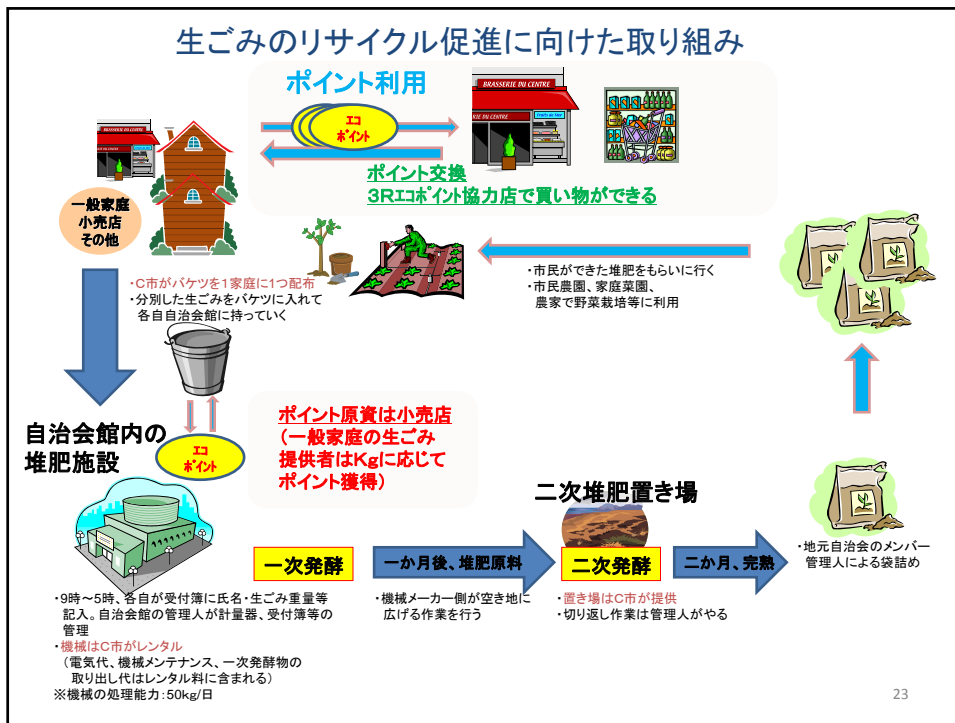 生ごみのリサイクル促進に向けた取り組み
ポイント利用
エコ
ポイント
BRASSERIE DU CENTRE
BRASSERIE DU CENTRE
Fruits de Mer
BRASSERIE DU CENTRE
ポイント交換
3Rエコポイント協力店で買い物ができる
一般家庭
小売店
その他
・C市がバケツを1家庭に1つ配布
・分別した生ごみをバケツに入れて
各自自治会館に持っていく
・市民ができた堆肥をもらいに行く
・市民農園、家庭菜園、
農家で野菜栽培等に利用
自治会館内の
堆肥施設
エコ
ポイント
ポイント原資は小売店
(一般家庭の生ごみ
提供者はKgに応じて
ポイント獲得)
二次堆肥置き場
一次発酵
一か月後、堆肥原料
二次発酵
二か月、完熟
・地元自治会のメンバー
管理人による袋詰め
・9時~5時、各自が受付簿に氏名・生ごみ重量等
記入。自治会館の管理人が計量器、受付簿等の
管理
・機械はC市がレンタル
(電気代、機械メンテナンス、一次発酵物の
取り出し代はレンタル料に含まれる)
※機械の処理能力:50kg/日
・機械メーカー側が空き地に
広げる作業を行う
・置き場はC市が提供
・切り返し作業は管理人がやる
23